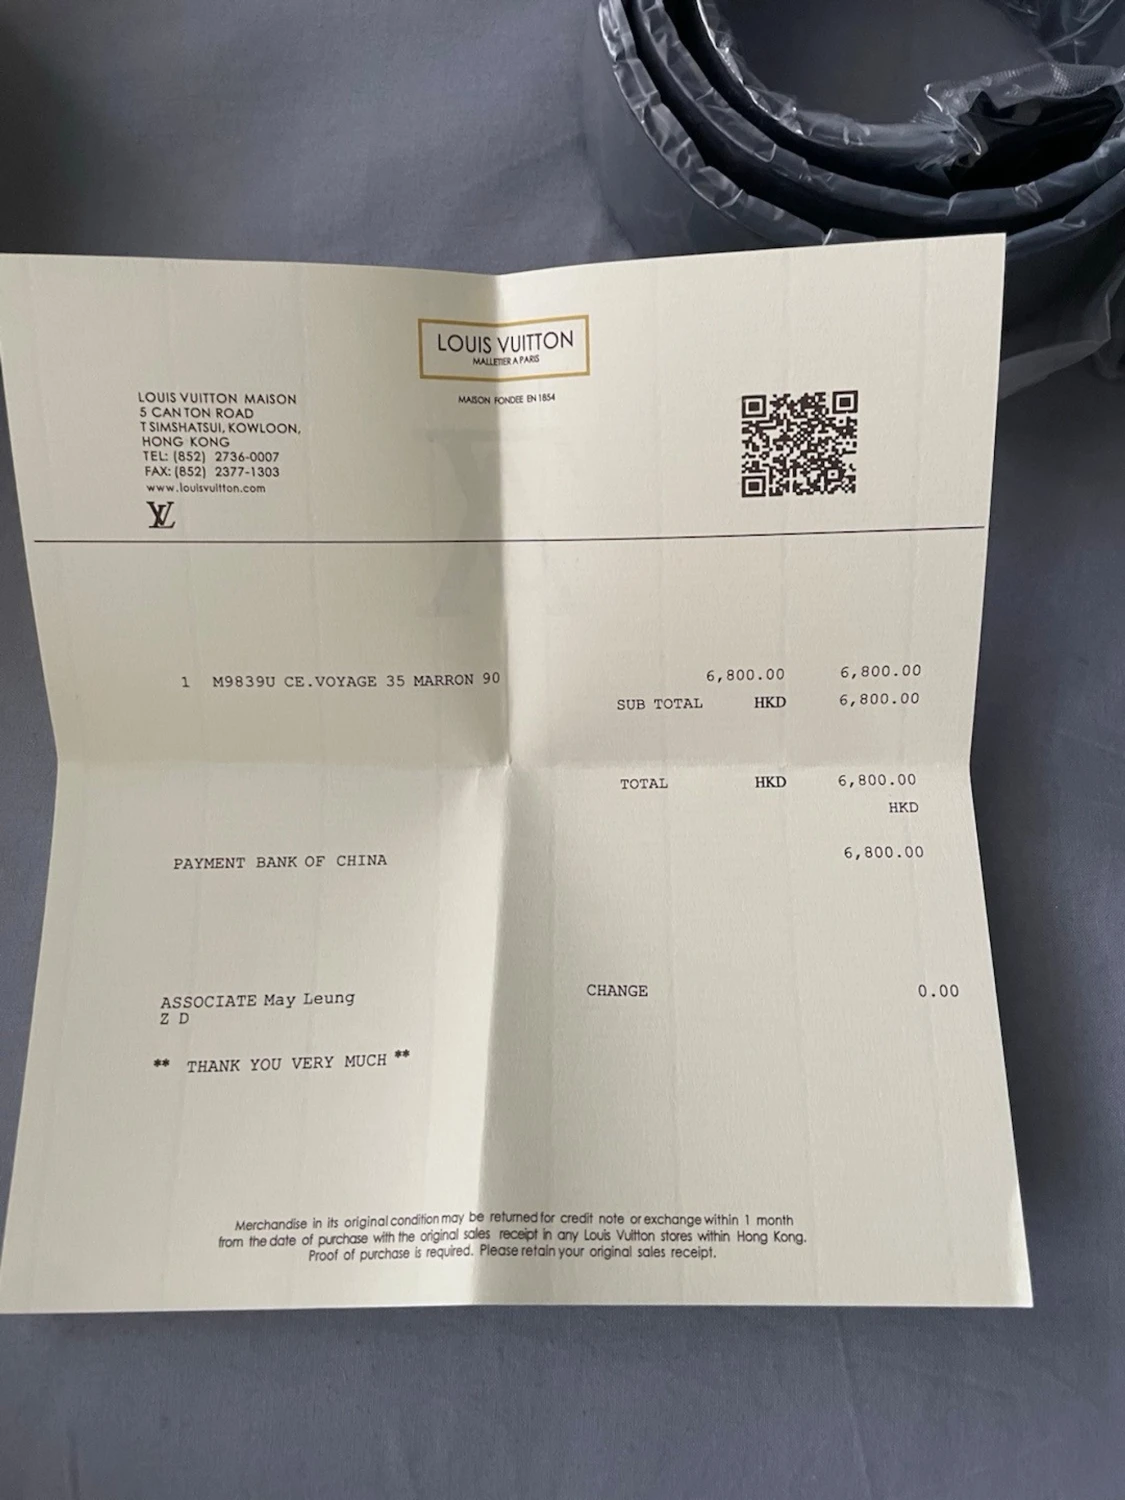 LOUIS VUITTON
MALLETIER A PARIS
MAISON FONDEE EN 1854
LOUIS VUITTON MAISON
5 CANTON ROAD
TSIMSHATSUI, KOWLOON,
HONG KONG
TEL: (852) 2736-0007
FAX: (852) 2377-1303
www.louisvuitton.com
LV
1 M9839U CE.VOYAGE 35 MARRON 90 6,800.00 6,800.00
SUB TOTAL HKD 6,800.00
TOTAL HKD 6,800.00
HKD
PAYMENT BANK OF CHINA 6,800.00
ASSOCIATE May Leung CHANGE 0.00
Z D
** THANK YOU VERY MUCH **
Merchandise in its original condition may be returned for credit note or exchange within 1 month
from the date of purchase with the original sales receipt in any Louis Vuitton stores within Hong Kong.
Proof of purchase is required. Please retain your original sales receipt.